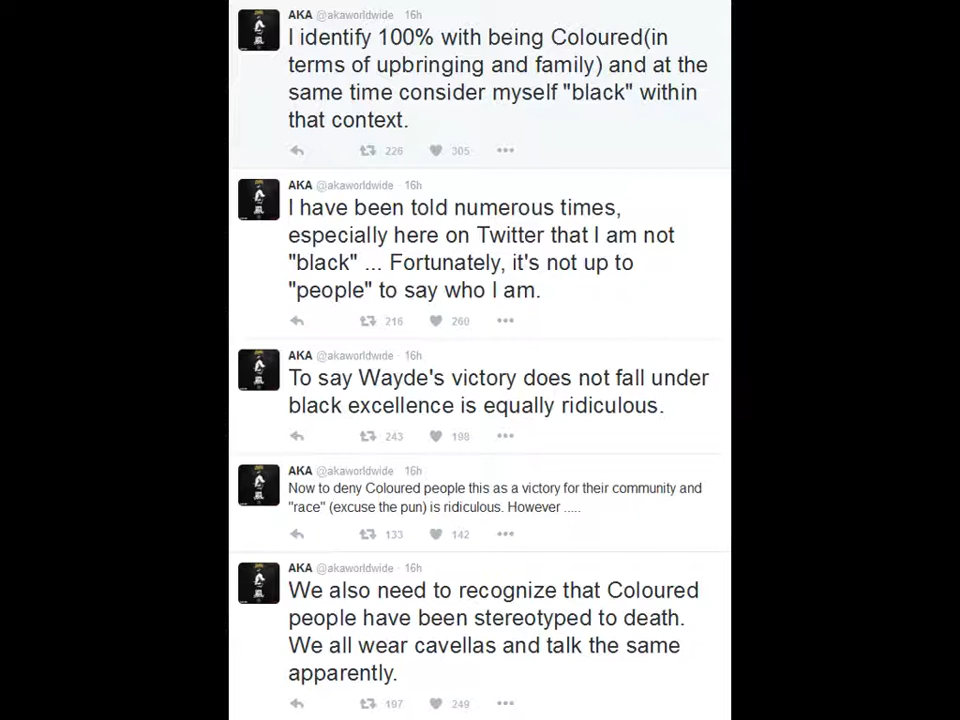 AKA @akaworldwide · 16h
I identify 100% with being Coloured(in
terms of upbringing and family) and at the
same time consider myself "black" within
that context.
226 305
AKA @akaworldwide · 16h
I have been told numerous times,
especially here on Twitter that I am not
"black" ... Fortunately, it's not up to
"people" to say who I am.
216 260
AKA @akaworldwide · 16h
To say Wayde's victory does not fall under
black excellence is equally ridiculous.
243 198
AKA @akaworldwide · 16h
Now to deny Coloured people this as a victory for their community and
"race" (excuse the pun) is ridiculous. However .....
133 142
AKA @akaworldwide · 16h
We also need to recognize that Coloured
people have been stereotyped to death.
We all wear cavellas and talk the same
apparently.
197 249